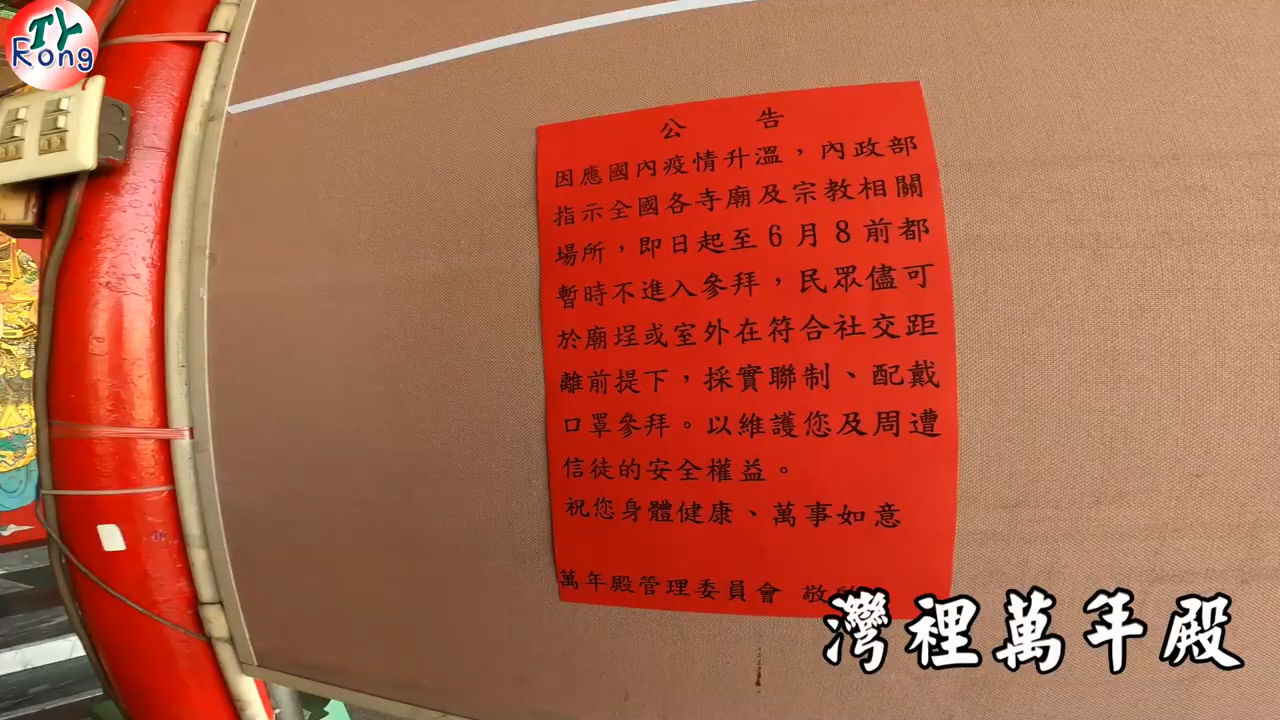 TY
Rong
公 告
因應國內疫情升溫，內政部
指示全國各寺廟及宗教相關
場所，即日起至6月8前都
暫時不進入參拜，民眾儘可
於廟埕或室外在符合社交距
離前提下，採實聯制、配戴
口罩參拜。以維護您及周遭
信徒的安全權益。
祝您身體健康、萬事如意
萬年殿管理委員會 敬
灣裡萬年殿